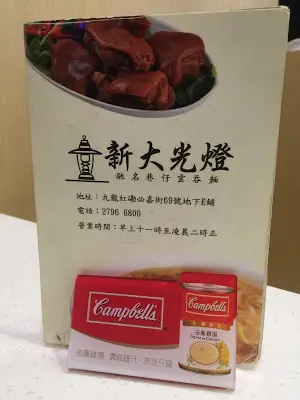 新大光燈
馳名巷仔雲吞麵
地址：九龍紅磡必嘉街69號地下E舖
電話：2796 6800
營業時間：早上十一時至凌晨二時正
Campbell's
Campbell's